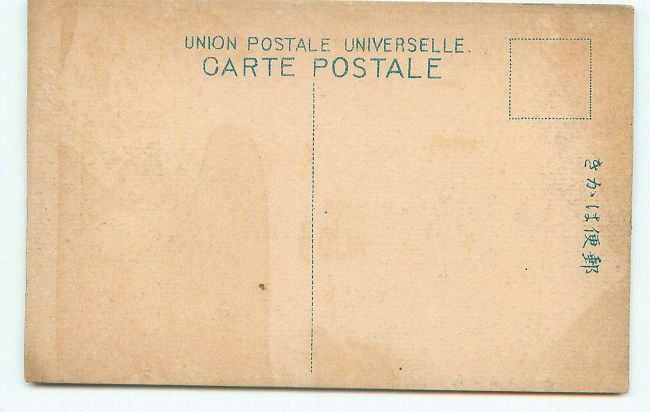 UNION POSTALE UNIVERSELLE.
CARTE POSTALE
郵便はかき